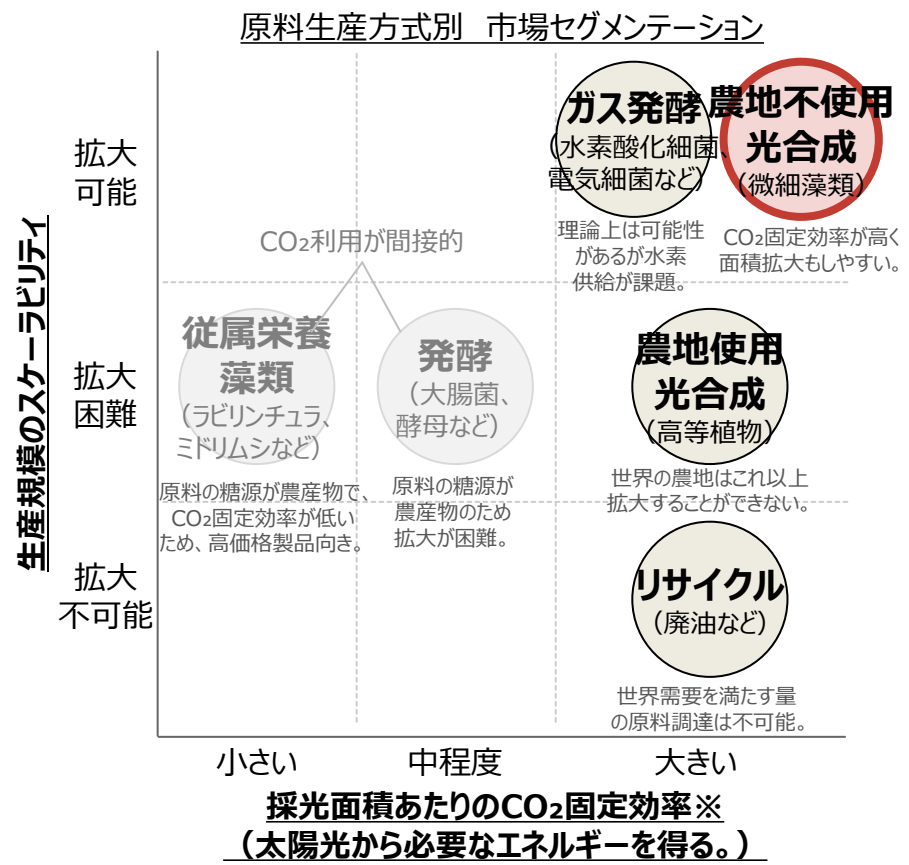 原料生産方式別 市場セグメンテーション
生産規模のスケーラビリティ
拡大
可能
ガス発酵
（水素酸化細菌、
電気細菌など）
理論上は可能性
があるが水素
供給が課題。
農地不使用
光合成
（微細藻類）
CO₂固定効率が高く
面積拡大もしやすい。
CO₂利用が間接的
拡大
困難
従属栄養
藻類
（ラビリンチュラ、
ミドリムシなど）
原料の糖源が農産物で、
CO₂固定効率が低い
ため、高価格製品向き。
発酵
（大腸菌、
酵母など）
原料の糖源が
農産物のため
拡大が困難。
農地使用
光合成
（高等植物）
世界の農地はこれ以上
拡大することができない。
拡大
不可能
リサイクル
（廃油など）
世界需要を満たす量
の原料調達は不可能。
小さい
中程度
大きい
採光面積あたりのCO₂固定効率※
（太陽光から必要なエネルギーを得る。）